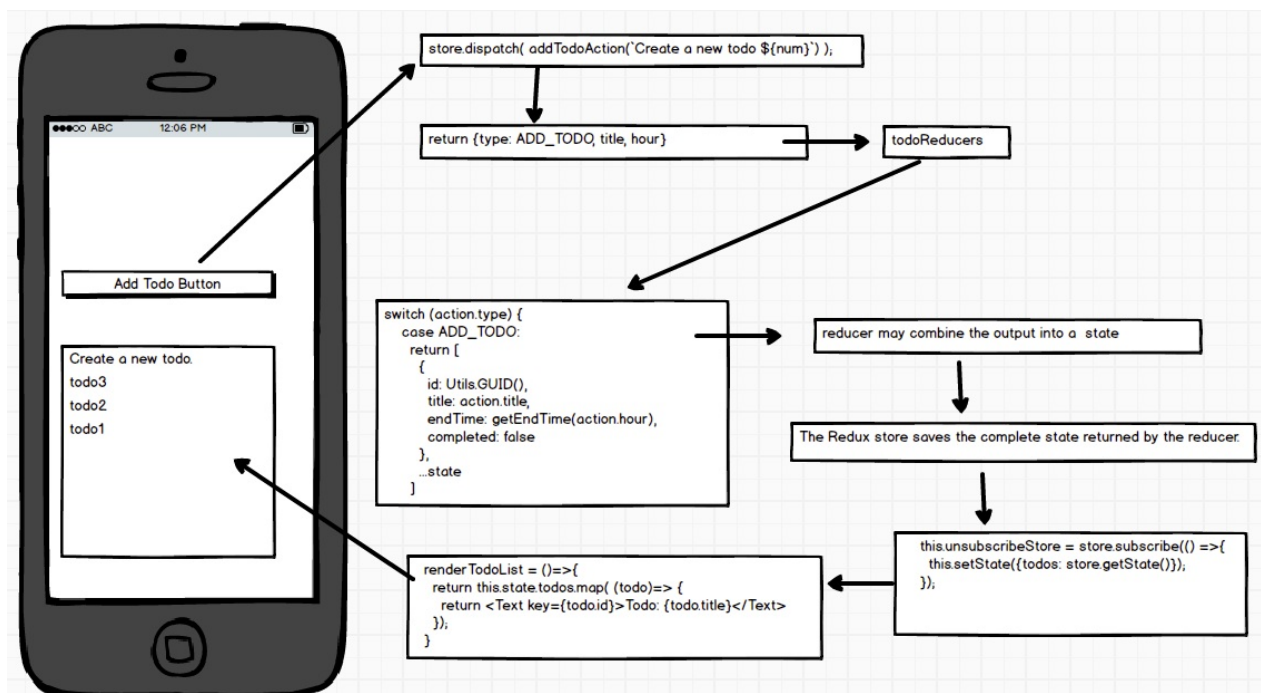 ABC 12:06 PM
Add Todo Button
Create a new todo.
todo3
todo2
todo1
store.dispatch( addTodoAction(`Create a new todo ${num}`) );
return {type: ADD_TODO, title, hour}
todoReducers
switch (action.type) {
case ADD_TODO:
return [
{
id: Utils.GUID(),
title: action.title,
endTime: getEndTime(action.hour),
completed: false
},
...state
]
reducer may combine the output into a state
The Redux store saves the complete state returned by the reducer.
this.unsubscribeStore = store.subscribe(() =>{
this.setState({todos: store.getState()});
});
renderTodoList = ()=>{
return this.state.todos.map( (todo)=> {
return <Text key={todo.id}>Todo: {todo.title}</Text>
});
}